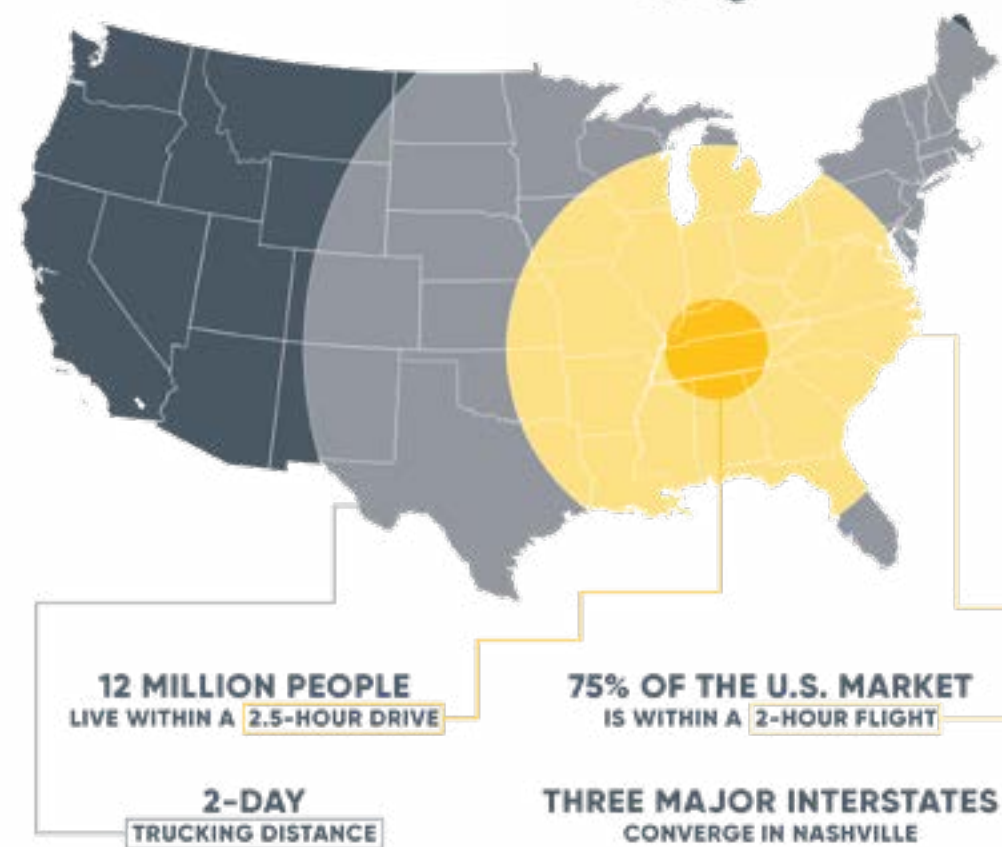 12 MILLION PEOPLE
LIVE WITHIN A 2.5-HOUR DRIVE
75% OF THE U.S. MARKET
IS WITHIN A 2-HOUR FLIGHT
2-DAY
TRUCKING DISTANCE
THREE MAJOR INTERSTATES
CONVERGE IN NASHVILLE